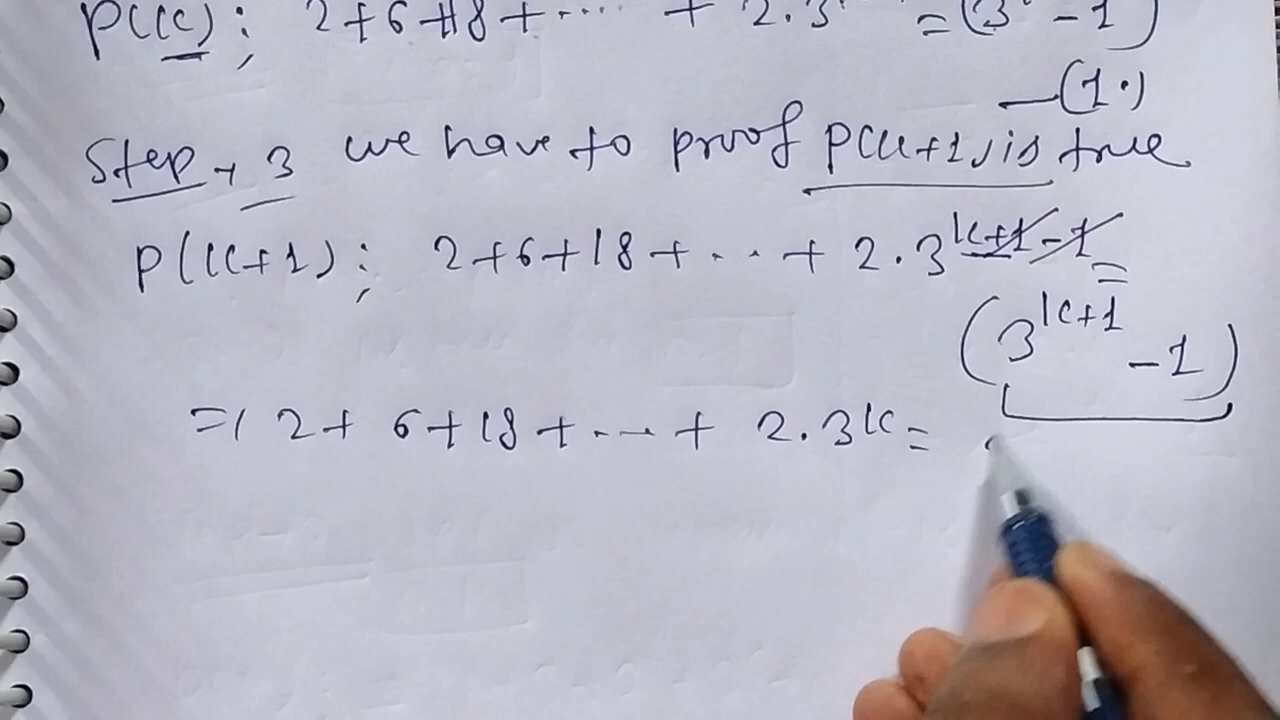 P(k): 2+6+18+.... + 2.3 = (3 - 1)
—(1.)
Step → 3 we have to proof P(k+1) is true
P(k+1): 2+6+18+...+ 2.3^k+1-1 =
(3^k+1 - 1)
⇒ 2+ 6+18+...+ 2.3^k =